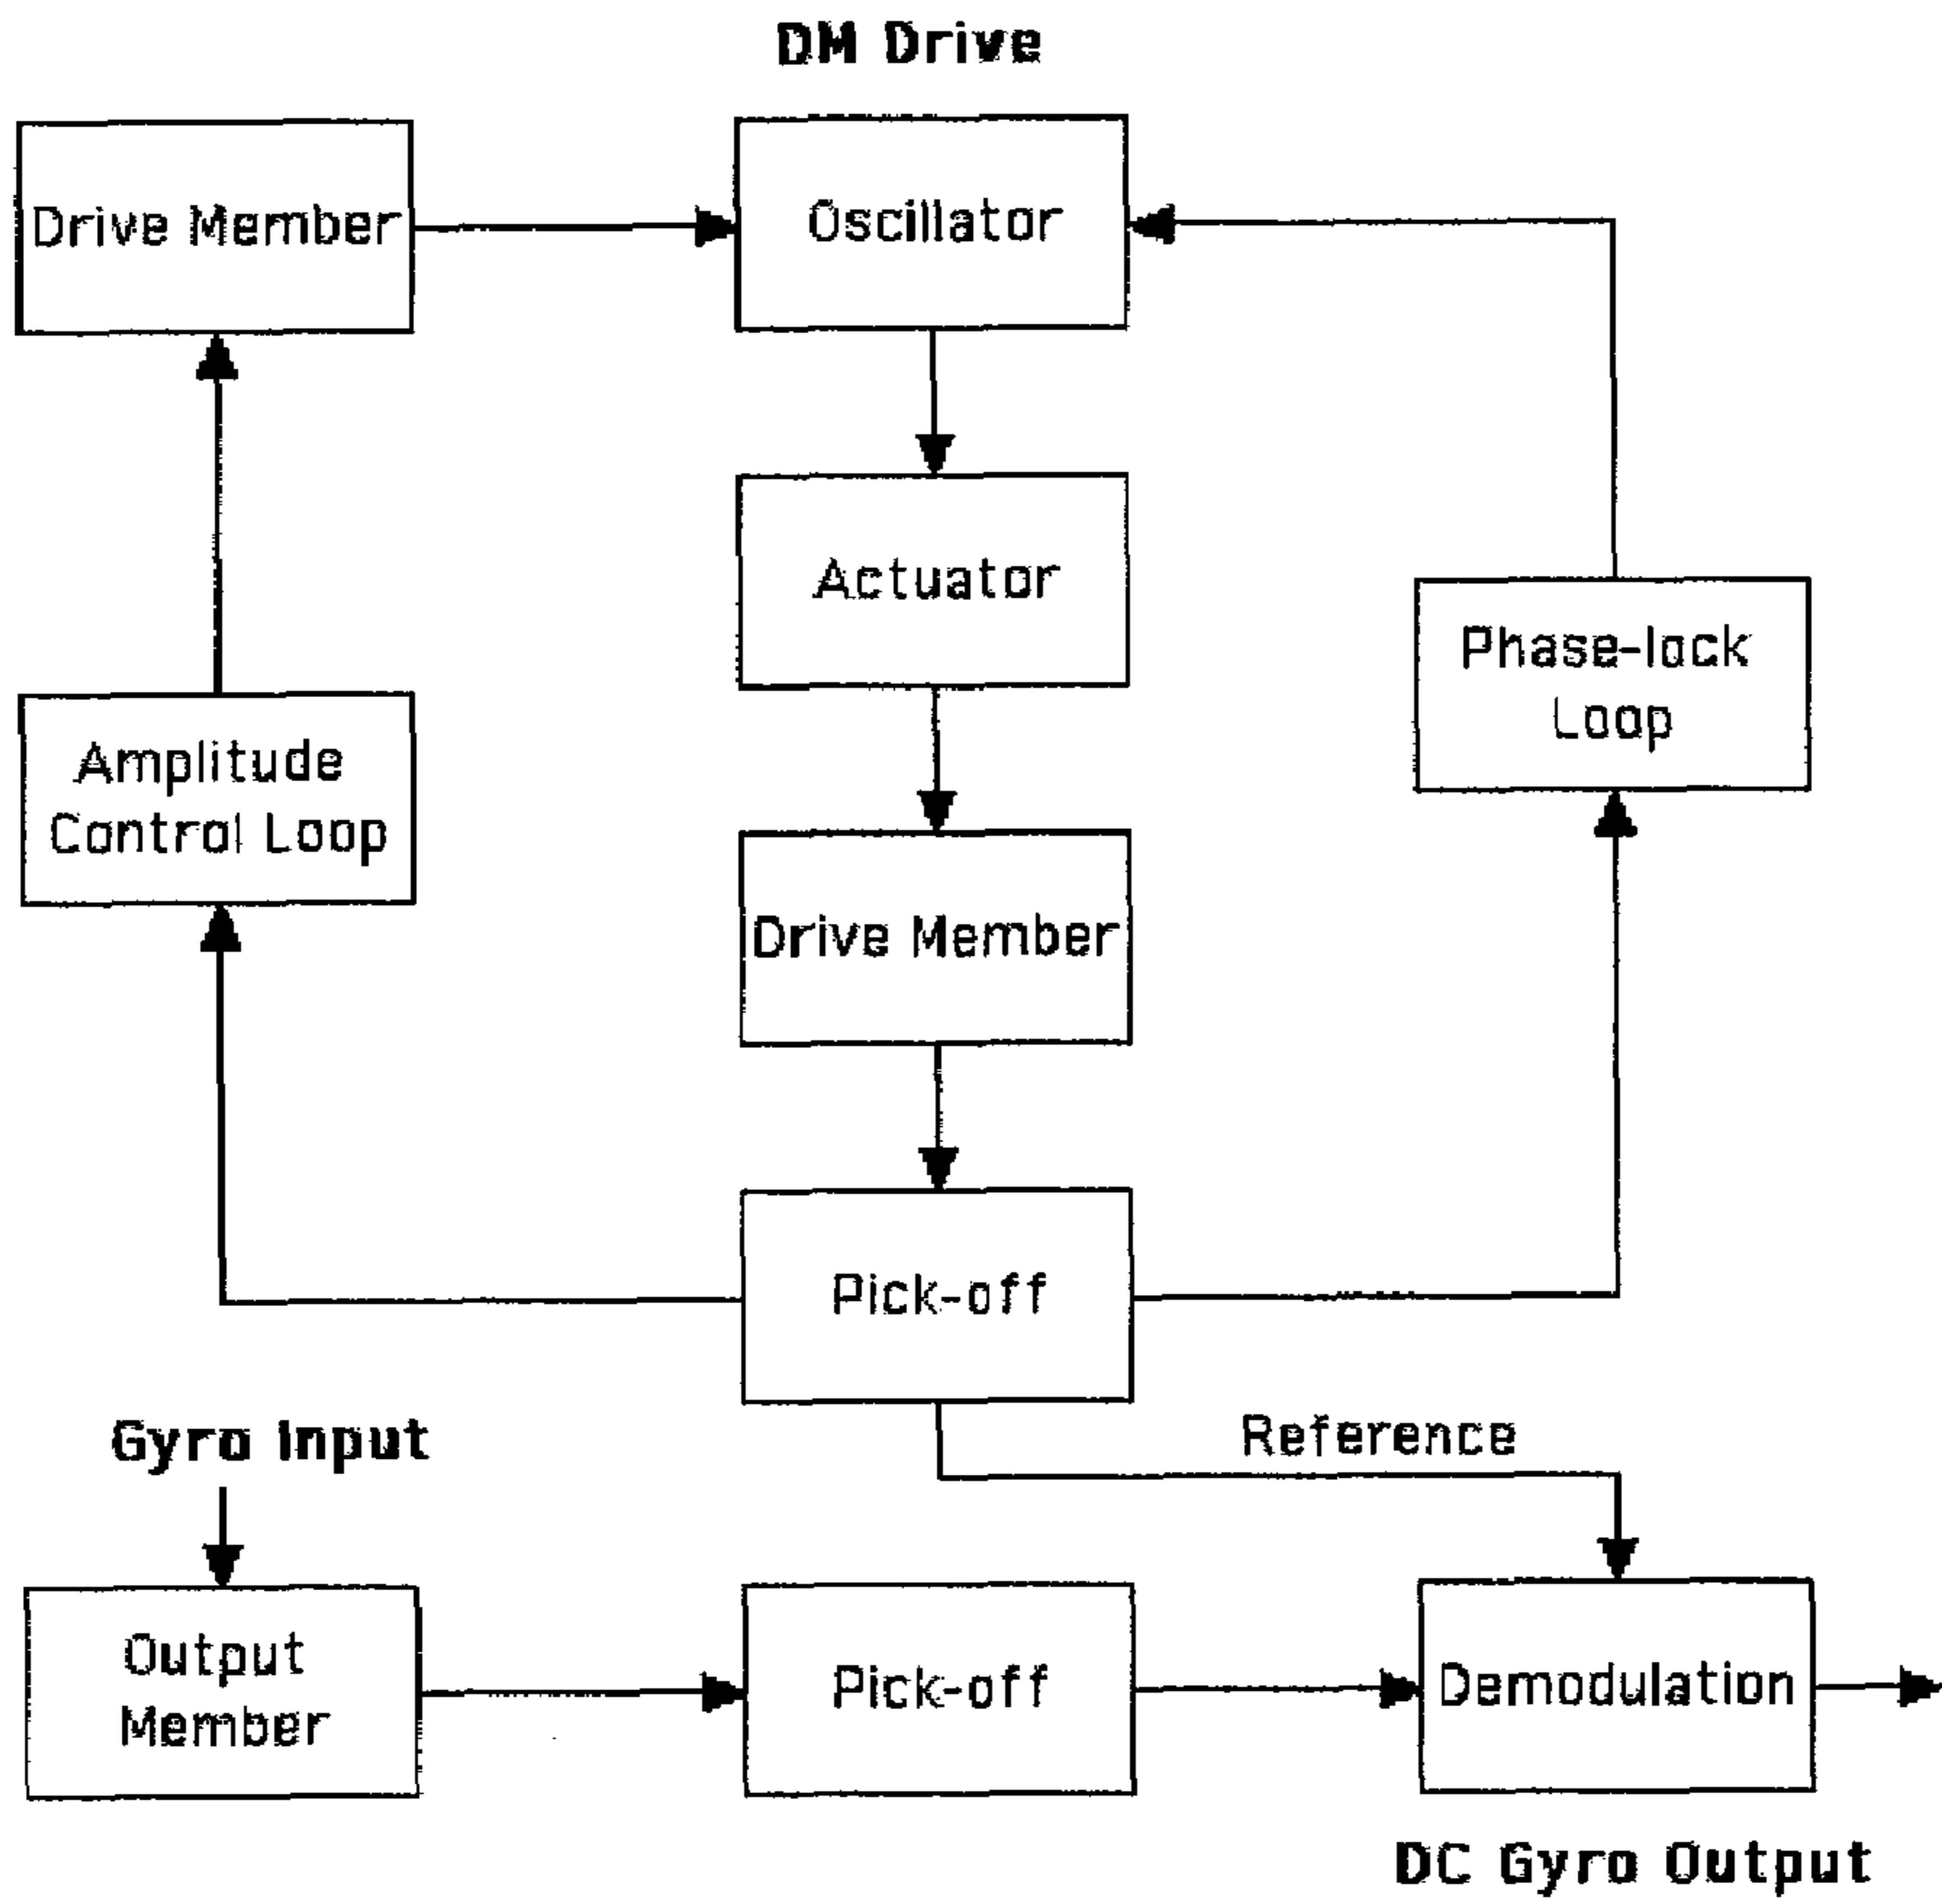 DM Drive
Drive Member
Oscillator
Actuator
Phase-lock
Loop
Amplitude
Control Loop
Drive Member
Pick-off
Gyro Input
Reference
Output
Member
Pick-off
Demodulation
DC Gyro Output